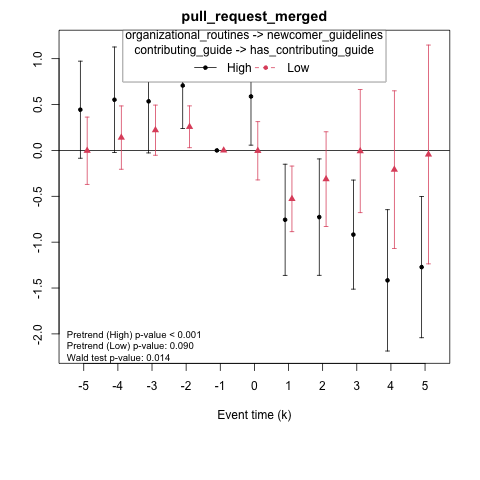 pull_request_merged
organizational_routines -> newcomer_guidelines
contributing_guide -> has_contributing_guide
High Low
1.0
0.5
0.0
-0.5
-1.0
-1.5
-2.0
Pretrend (High) p-value < 0.001
Pretrend (Low) p-value: 0.090
Wald test p-value: 0.014
-5 -4 -3 -2 -1 0 1 2 3 4 5
Event time (k)